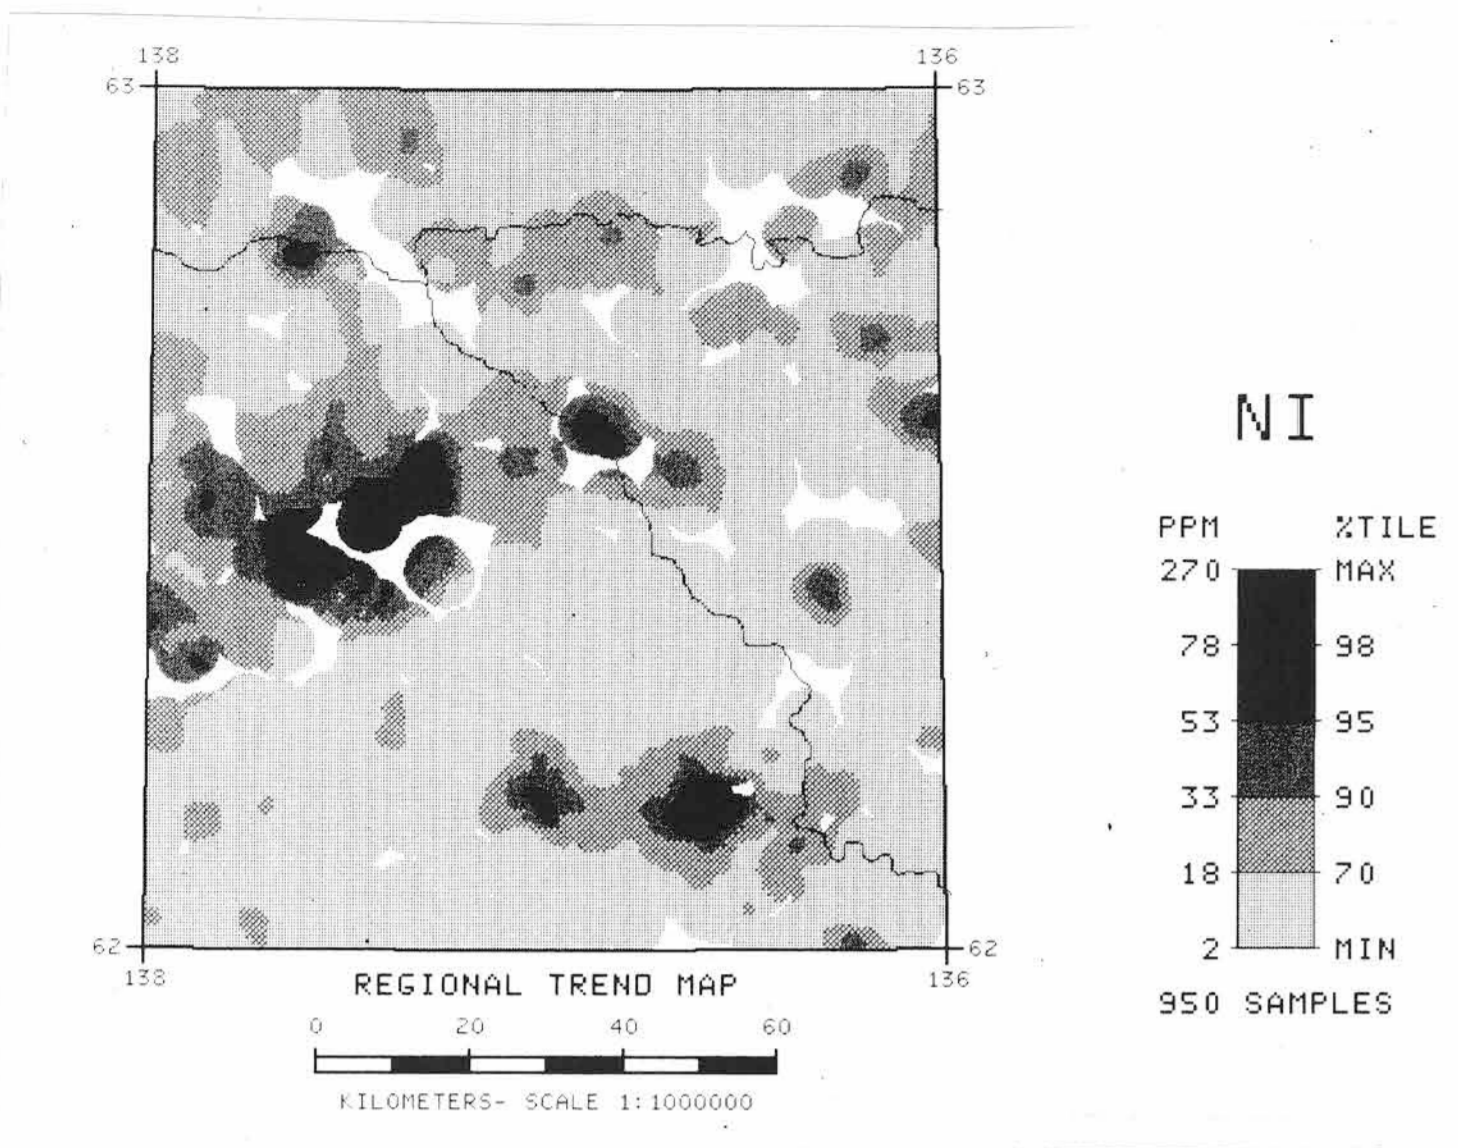 138 136
63 63
NI
PPM %TILE
270 MAX
78 98
53 95
33 90
18 70
2 MIN
950 SAMPLES
62 62
138 136
REGIONAL TREND MAP
0 20 40 60
KILOMETERS- SCALE 1:1000000